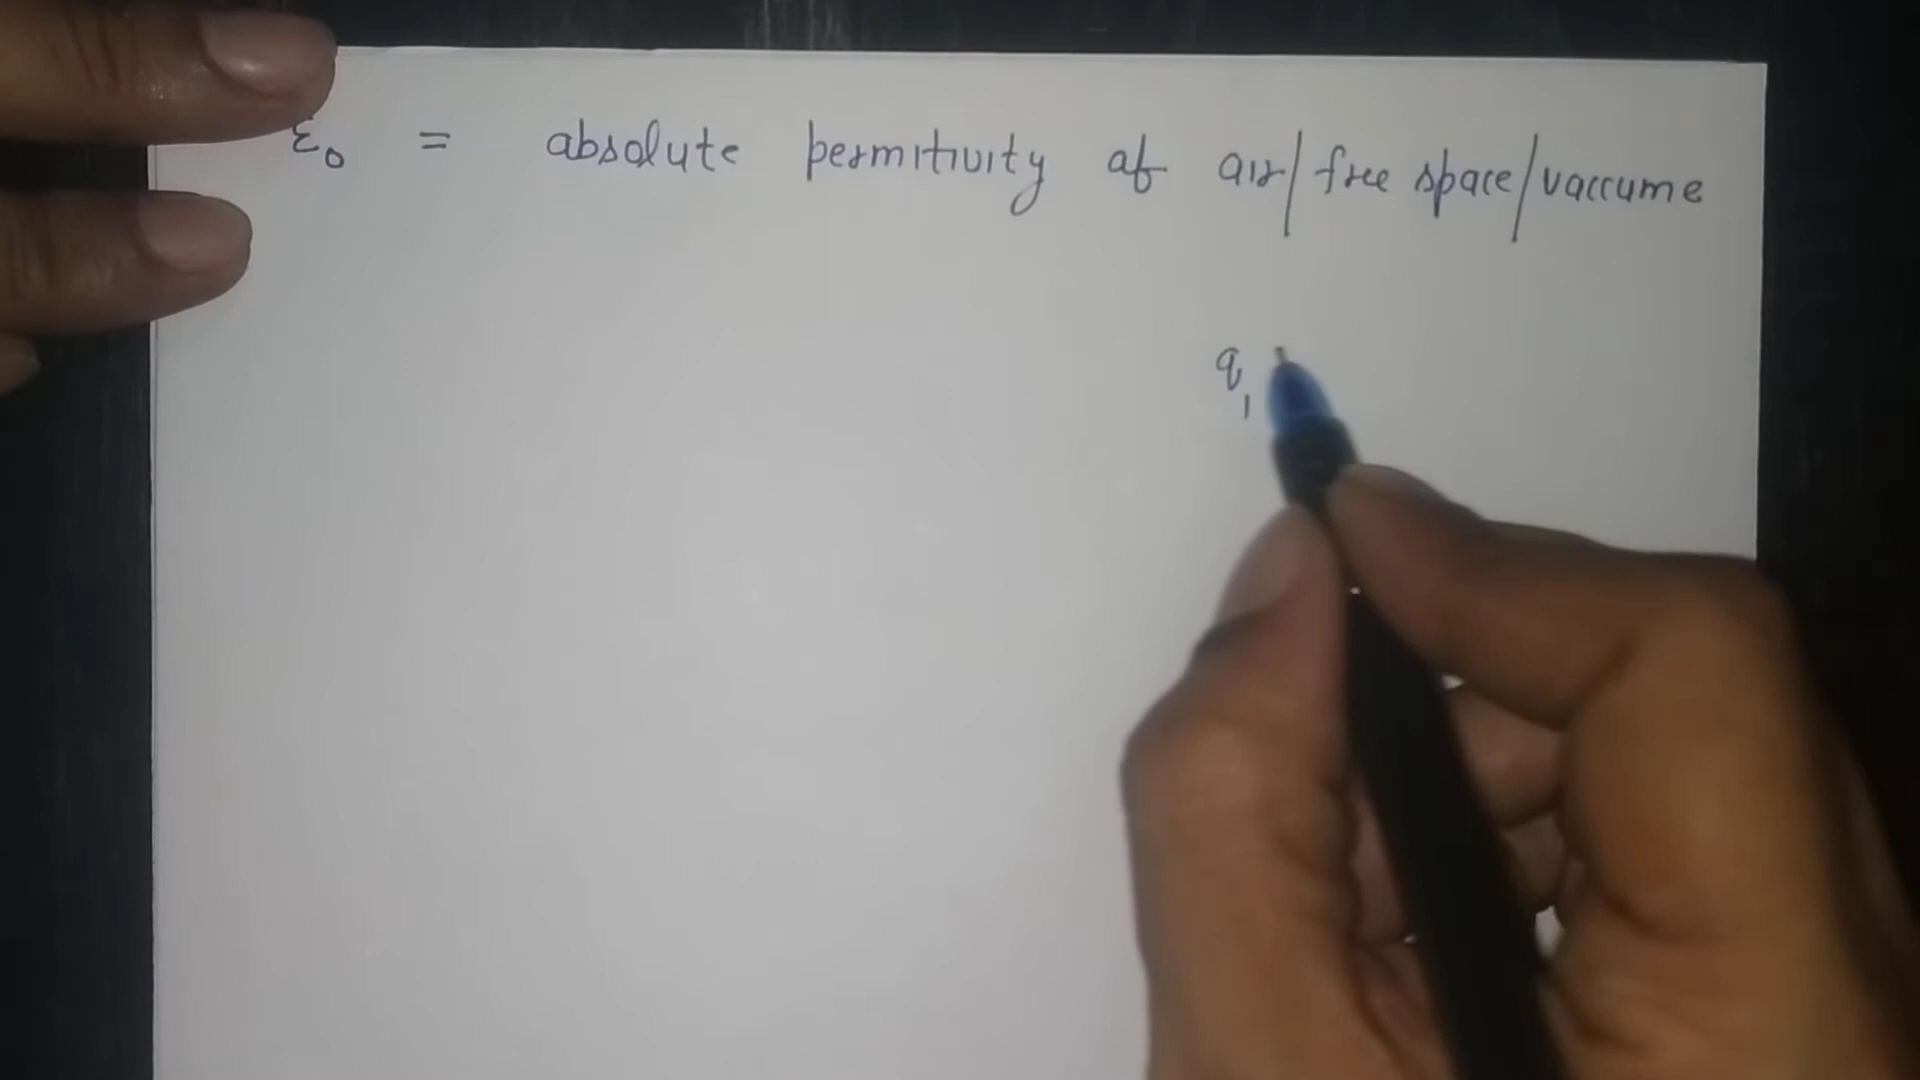 ε₀ = absolute permitivity of air/free space/vaccume
q₁